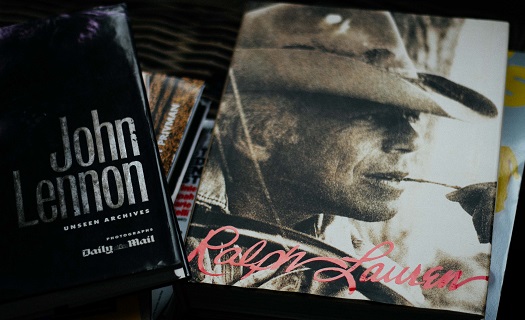 John
Lennon
UNSEEN ARCHIVES
PHOTOGRAPHS
Daily Mail
Ralph Lauren